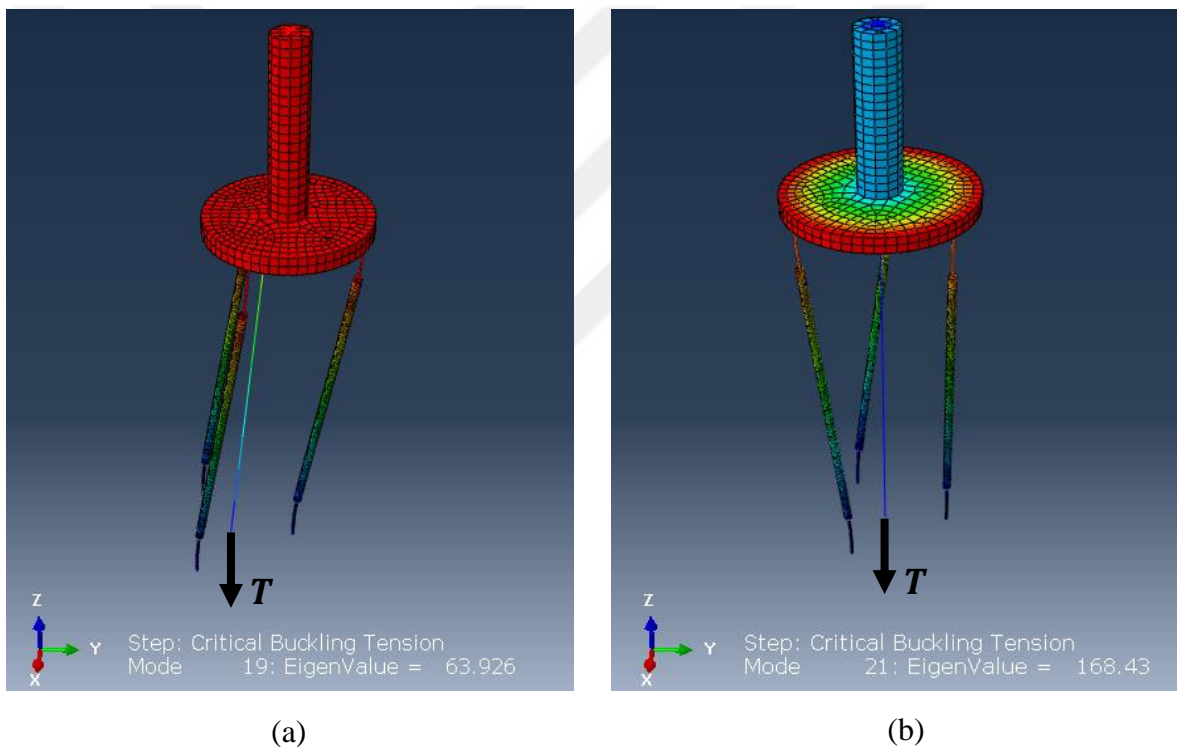 T
Z
Y
X
Step: Critical Buckling Tension
Mode 19: EigenValue = 63.926
(a)
T
Z
Y
X
Step: Critical Buckling Tension
Mode 21: EigenValue = 168.43
(b)